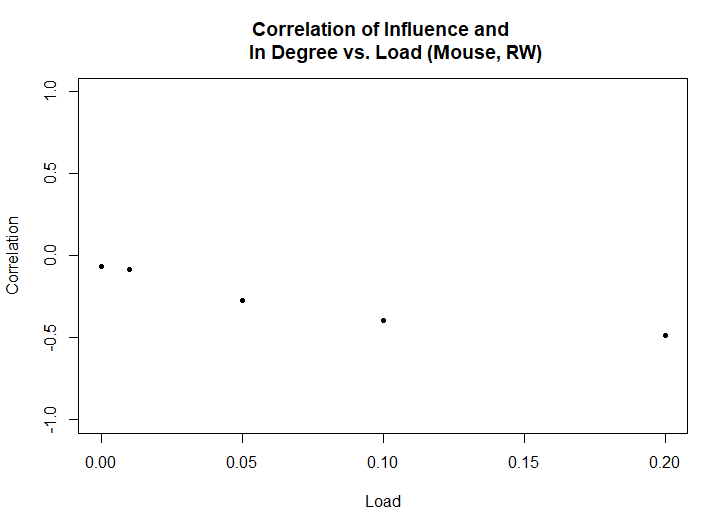 Correlation of Influence and
In Degree vs. Load (Mouse, RW)
1.0
0.5
0.0
-0.5
-1.0
Correlation
0.00 0.05 0.10 0.15 0.20
Load